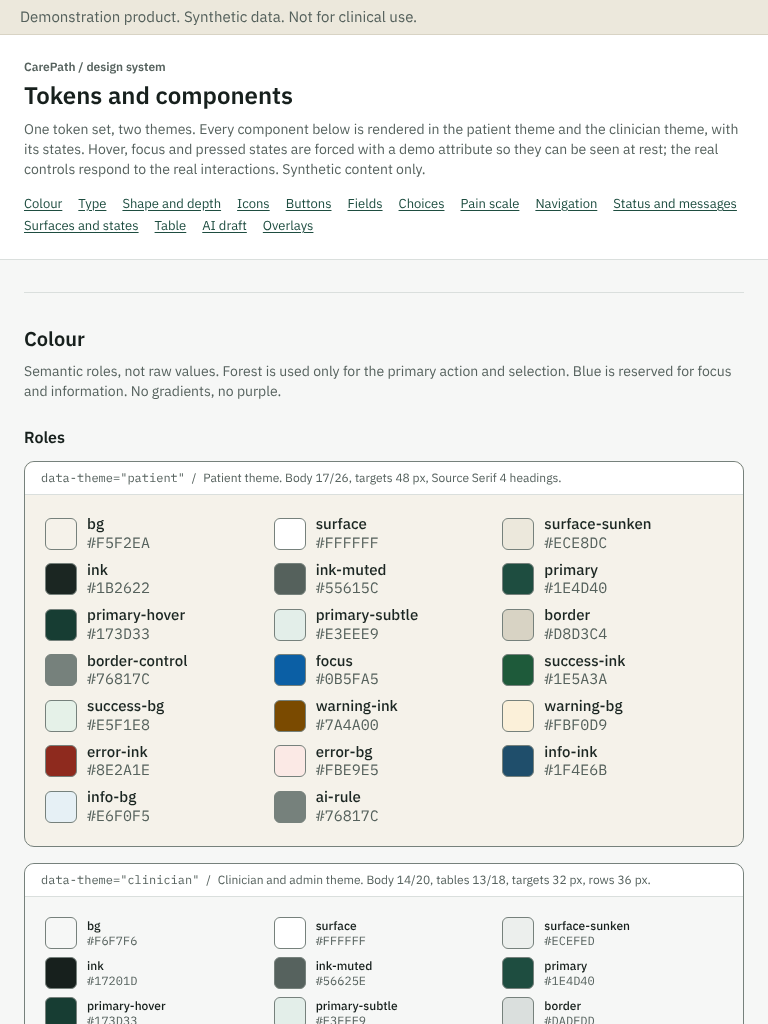 Demonstration product. Synthetic data. Not for clinical use.
CarePath / design system
Tokens and components
One token set, two themes. Every component below is rendered in the patient theme and the clinician theme, with
its states. Hover, focus and pressed states are forced with a demo attribute so they can be seen at rest; the real
controls respond to the real interactions. Synthetic content only.
Colour Type Shape and depth Icons Buttons Fields Choices Pain scale Navigation Status and messages
Surfaces and states Table AI draft Overlays
Colour
Semantic roles, not raw values. Forest is used only for the primary action and selection. Blue is reserved for focus
and information. No gradients, no purple.
Roles
data-theme="patient" / Patient theme. Body 17/26, targets 48 px, Source Serif 4 headings.
bg surface surface-sunken
#F5F2EA #FFFFFF #ECE8DC
ink ink-muted primary
#1B2622 #55615C #1E4D40
primary-hover primary-subtle border
#173D33 #E3EEE9 #D8D3C4
border-control focus success-ink
#76817C #0B5FA5 #1E5A3A
success-bg warning-ink warning-bg
#E5F1E8 #7A4A00 #FBF0D9
error-ink error-bg info-ink
#8E2A1E #FBE9E5 #1F4E6B
info-bg ai-rule
#E6F0F5 #76817C
data-theme="clinician" / Clinician and admin theme. Body 14/20, tables 13/18, targets 32 px, rows 36 px.
bg surface surface-sunken
#F6F7F6 #FFFFFF #ECEFED
ink ink-muted primary
#17201D #56625E #1E4D40
primary-hover primary-subtle border
#173D33 #E3EEE9 #DADEDD